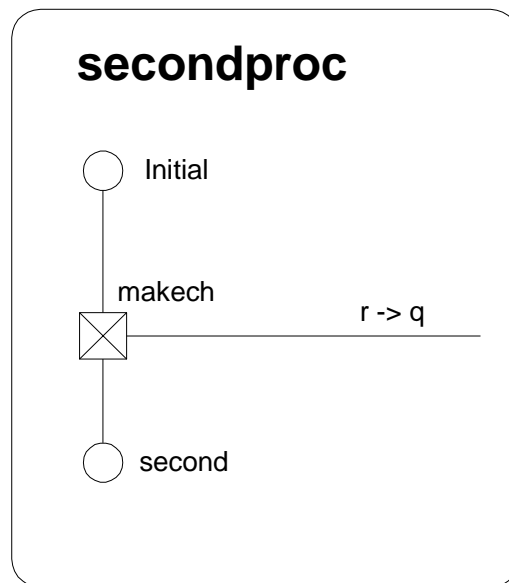 secondproc
Initial
makech
r -> q
second